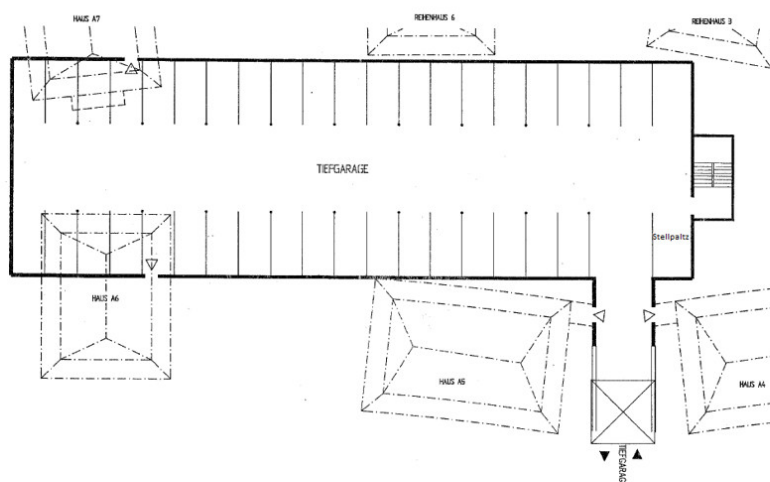 HAUS A7
REIHENHAUS 6
REIHENHAUS 3
TIEFGARAGE
Stellpaltz
HAUS A6
HAUS A5
HAUS A4
TIEFGARAG